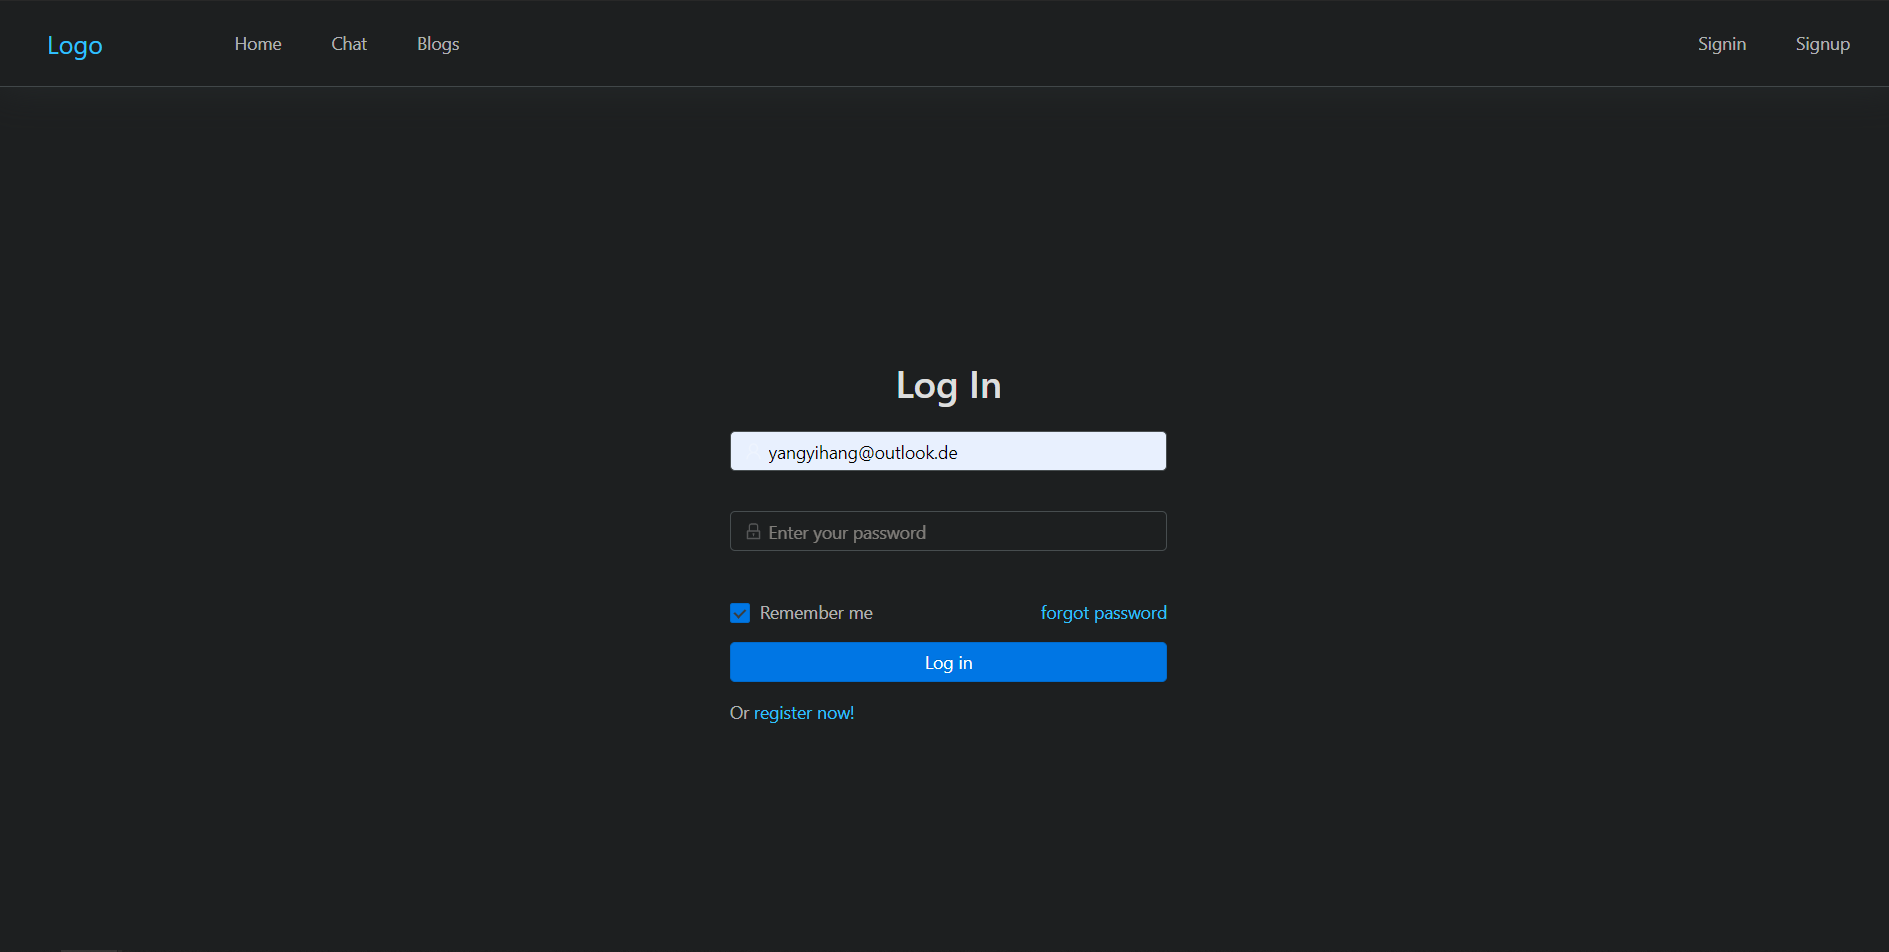 Logo Home Chat Blogs Signin Signup
Log In
yangyihang@outlook.de
Enter your password
Remember me forgot password
Log in
Or register now!